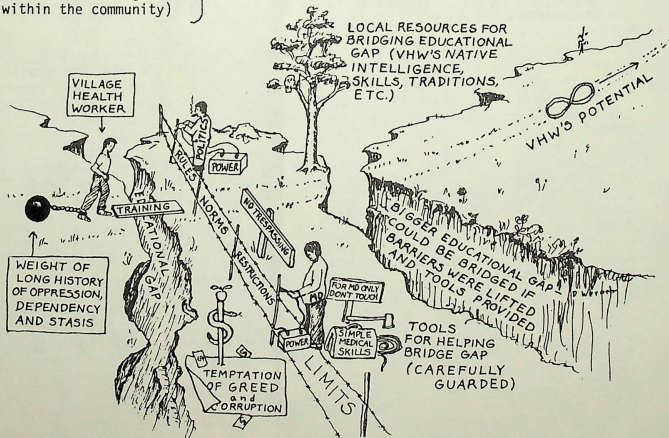 within the community)
LOCAL RESOURCES FOR
BRIDGING EDUCATIONAL
GAP (VHW'S NATIVE
INTELLIGENCE,
SKILLS, TRADITIONS,
ETC.)
VILLAGE
HEALTH
WORKER
POLITICS
POWER
VHW'S POTENTIAL
TRAINING
RULES NORMS RESTRICTIONS LIMITS
NO TRESPASSING
BIGGER EDUCATIONAL GAP
COULD BE BRIDGED IF
BARRIERS WERE LIFTED
AND TOOLS PROVIDED
WEIGHT OF
LONG HISTORY
OF OPPRESSION,
DEPENDENCY
AND STASIS
GAP
MD
FOR MD ONLY
DON'T TOUCH
POWER
SIMPLE
MEDICAL
SKILLS
TOOLS
FOR HELPING
BRIDGE GAP
(CAREFULLY
GUARDED)
TEMPTATION
OF GREED
and
CORRUPTION